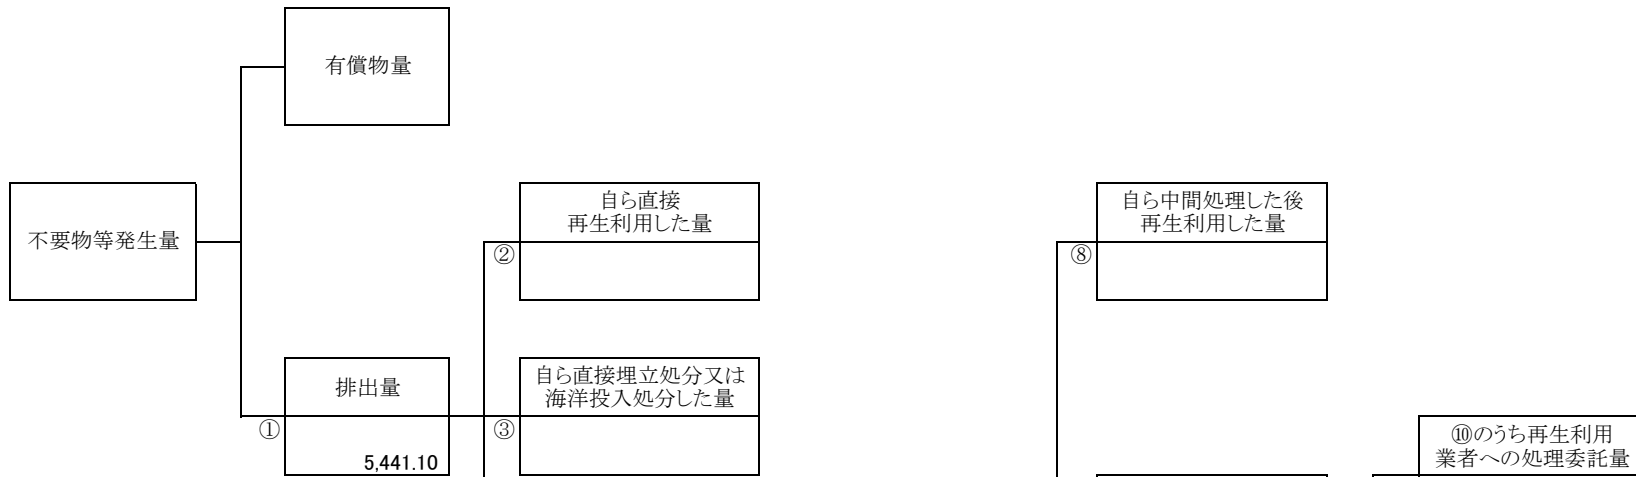 有償物量
不要物等発生量
自ら直接
再生利用した量
②
自ら中間処理した後
再生利用した量
⑧
排出量
①
5,441.10
自ら直接埋立処分又は
海洋投入処分した量
③
⑩のうち再生利用
業者への処理委託量